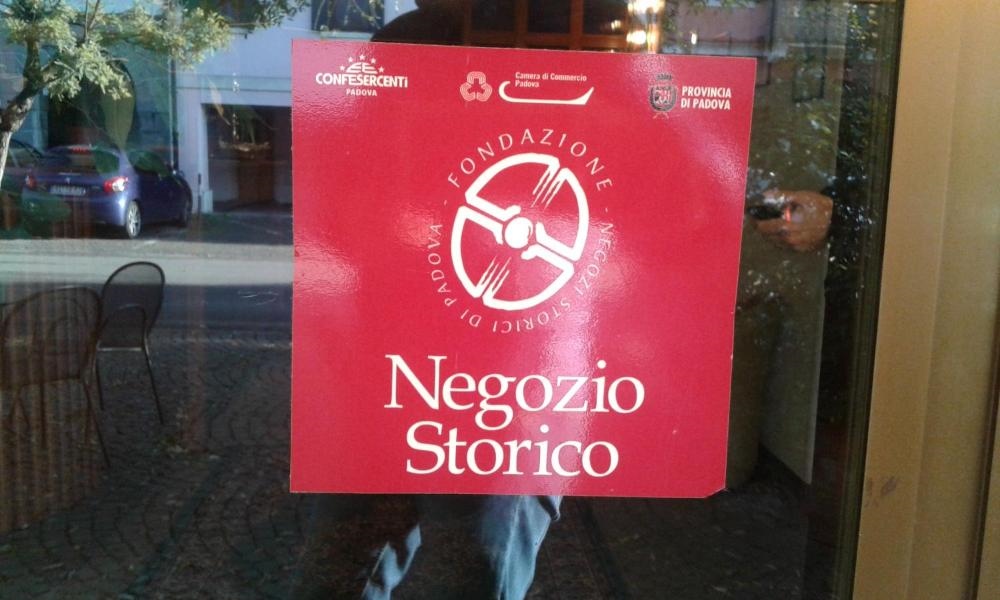 CONFESERCENTI
PADOVA
Camera di Commercio
Padova
PROVINCIA
DI PADOVA
FONDAZIONE - NEGOZI STORICI DI PADOVA -
Negozio
Storico